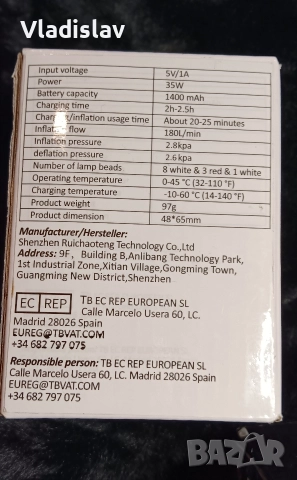 Vladislav
Input voltage 5V/1A
Power 35W
Battery capacity 1400 mAh
Charging time 2h-2.5h
Charging/inflation usage time About 20-25 minutes
Inflation flow 180L/min
Inflation pressure 2.8kpa
deflation pressure 2.6kpa
Number of lamp beads 8 white & 3 red & 1 white
Operating temperature 0-45 °C (32-110 °F)
Charging temperature -10-60 °C (14-140 °F)
Product weight 97g
Product dimension 48*65mm
Manufacturer/Hersteller:
Shenzhen Ruichaoteng Technology Co.,Ltd
Address: 9F, Building B,Anlibang Technology Park,
1st Industrial Zone,Xitian Village,Gongming Town,
Guangming New District,Shenzhen
EC REP TB EC REP EUROPEAN SL
Calle Marcelo Usera 60, LC.
Madrid 28026 Spain
EUREG@TBVAT.COM
+34 682 797 075
Responsible person: TB EC REP EUROPEAN SL
Calle Marcelo Usera 60, LC. Madrid 28026 Spain
EUREG@TBVAT.COM
+34 682 797 075
BAZAR